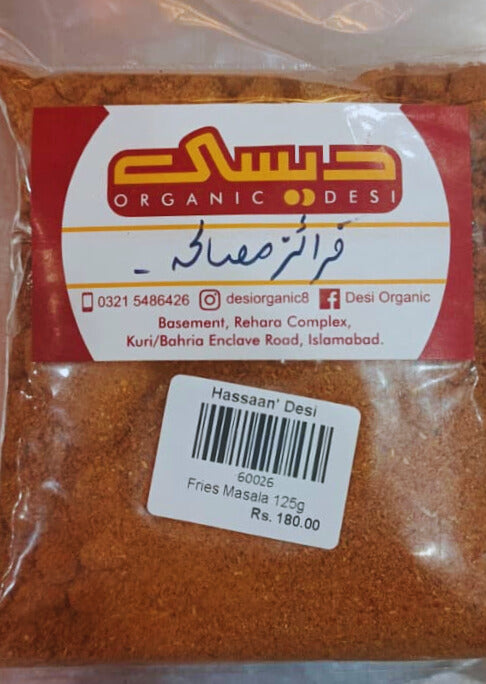 دیسی
ORGANIC DESI
فرائز مصالحہ -
0321 5486426 desiorganic8 Desi Organic
Basement, Rehara Complex,
Kuri/Bahria Enclave Road, Islamabad.
Hassaan' Desi
60026
Fries Masala 125g
Rs. 180.00